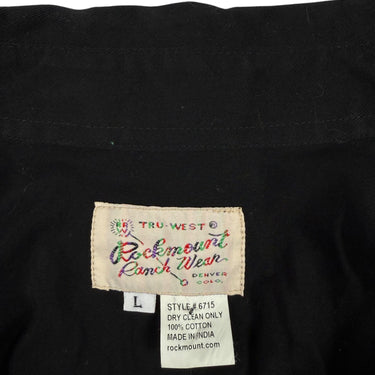 TRU-WEST ®
Rockmount
Ranch Wear
DENVER
COLO.
L
STYLE # 6715
DRY CLEAN ONLY
100% COTTON
MADE IN INDIA
rockmount.com